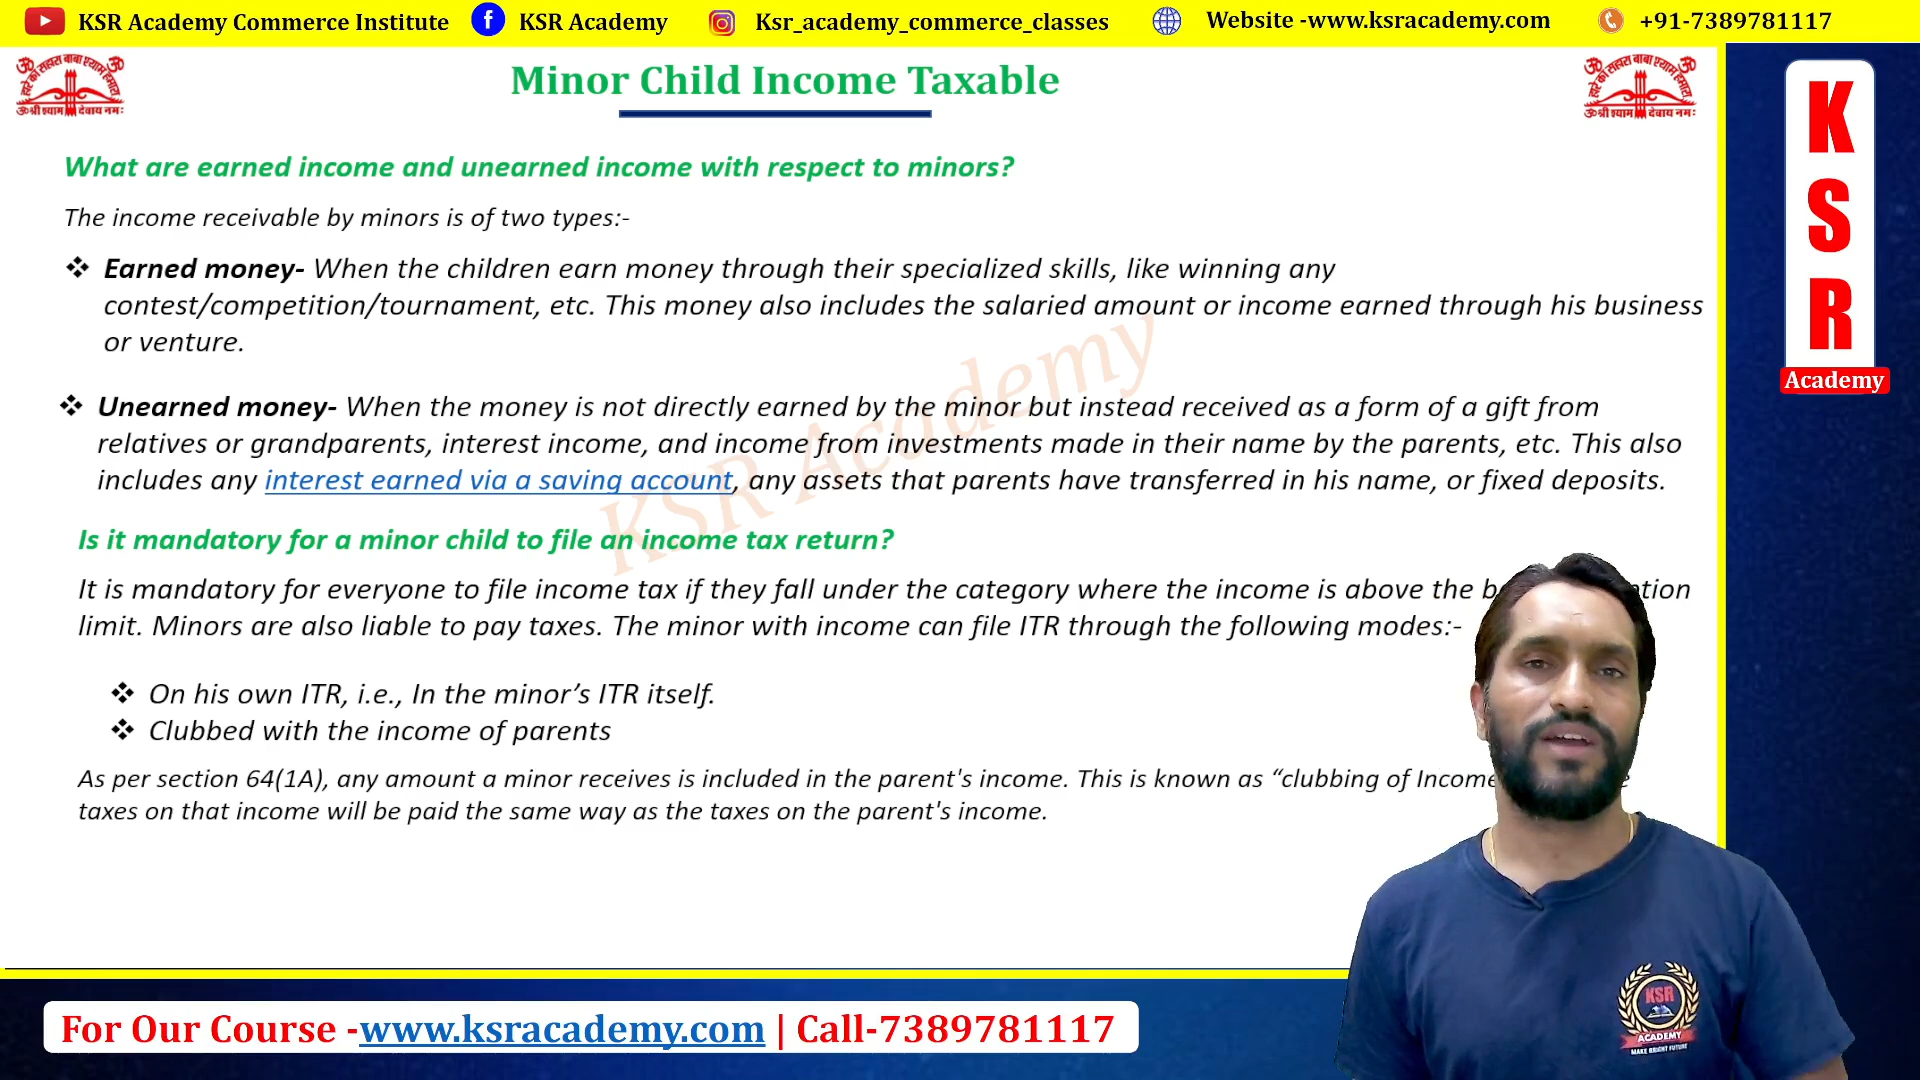 KSR Academy Commerce Institute KSR Academy Ksr_academy_commerce_classes Website -www.ksracademy.com +91-7389781117
हारे का सहारा बाबा श्याम हमारा
ॐ श्री श्याम देवाय नमः
Minor Child Income Taxable
हारे का सहारा बाबा श्याम हमारा
ॐ श्री श्याम देवाय नमः
K
S
R
Academy
What are earned income and unearned income with respect to minors?
The income receivable by minors is of two types:-
❖ Earned money- When the children earn money through their specialized skills, like winning any
contest/competition/tournament, etc. This money also includes the salaried amount or income earned through his business
or venture.
❖ Unearned money- When the money is not directly earned by the minor but instead received as a form of a gift from
relatives or grandparents, interest income, and income from investments made in their name by the parents, etc. This also
includes any interest earned via a saving account, any assets that parents have transferred in his name, or fixed deposits.
KSR Academy
Is it mandatory for a minor child to file an income tax return?
It is mandatory for everyone to file income tax if they fall under the category where the income is above the
limit. Minors are also liable to pay taxes. The minor with income can file ITR through the following modes:-
❖ On his own ITR, i.e., In the minor’s ITR itself.
❖ Clubbed with the income of parents
As per section 64(1A), any amount a minor receives is included in the parent's income. This is known as “clubbing of Income
taxes on that income will be paid the same way as the taxes on the parent's income.
KSR
ACADEMY
MAKE BRIGHT FUTURE
For Our Course -www.ksracademy.com | Call-7389781117